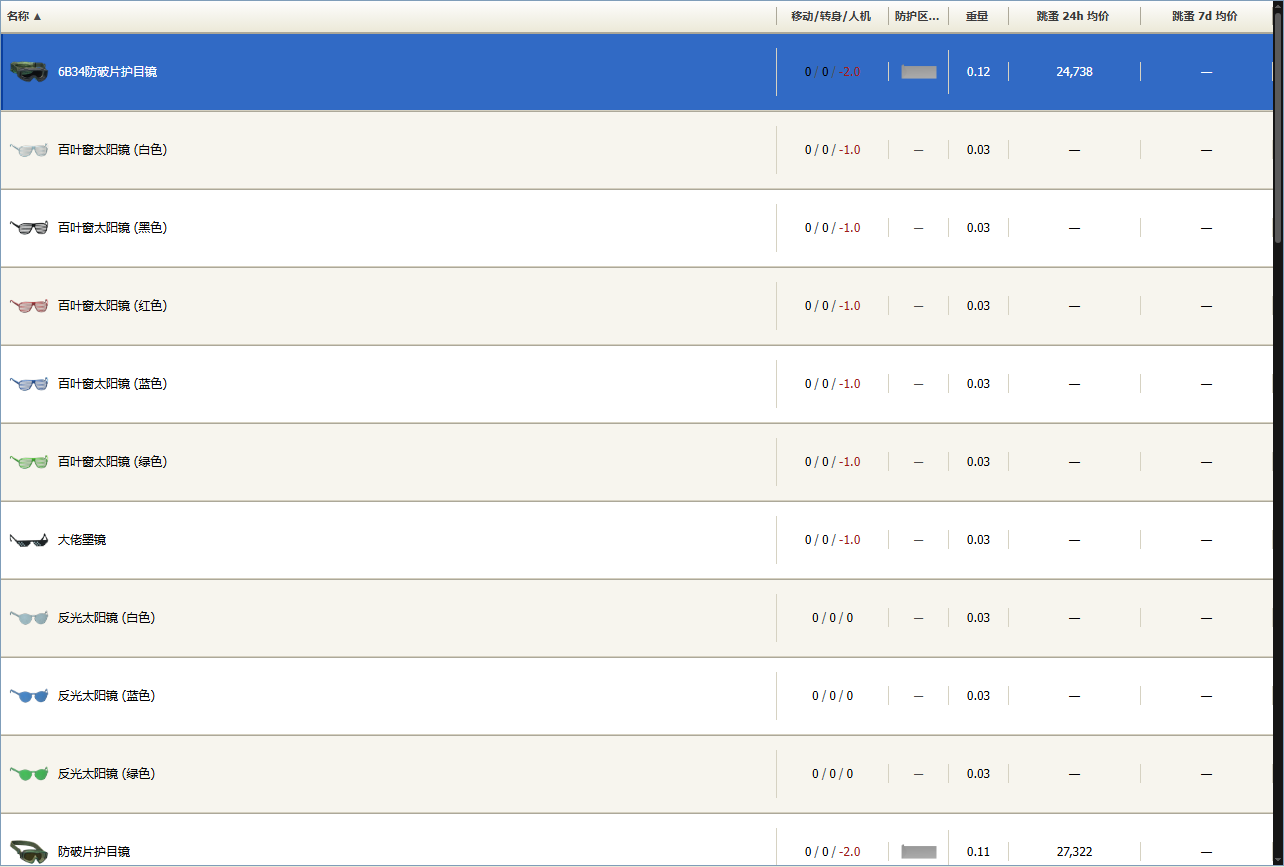 名称 ▲ 移动/转身/人机 防护区... 重量 跳蚤 24h 均价 跳蚤 7d 均价
6B34防破片护目镜 0 / 0 / -2.0 0.12 24,738 —
百叶窗太阳镜 (白色) 0 / 0 / -1.0 — 0.03 — —
百叶窗太阳镜 (黑色) 0 / 0 / -1.0 — 0.03 — —
百叶窗太阳镜 (红色) 0 / 0 / -1.0 — 0.03 — —
百叶窗太阳镜 (蓝色) 0 / 0 / -1.0 — 0.03 — —
百叶窗太阳镜 (绿色) 0 / 0 / -1.0 — 0.03 — —
大佬墨镜 0 / 0 / -1.0 — 0.03 — —
反光太阳镜 (白色) 0 / 0 / 0 — 0.03 — —
反光太阳镜 (蓝色) 0 / 0 / 0 — 0.03 — —
反光太阳镜 (绿色) 0 / 0 / 0 — 0.03 — —
防破片护目镜 0 / 0 / -2.0 0.11 27,322 —